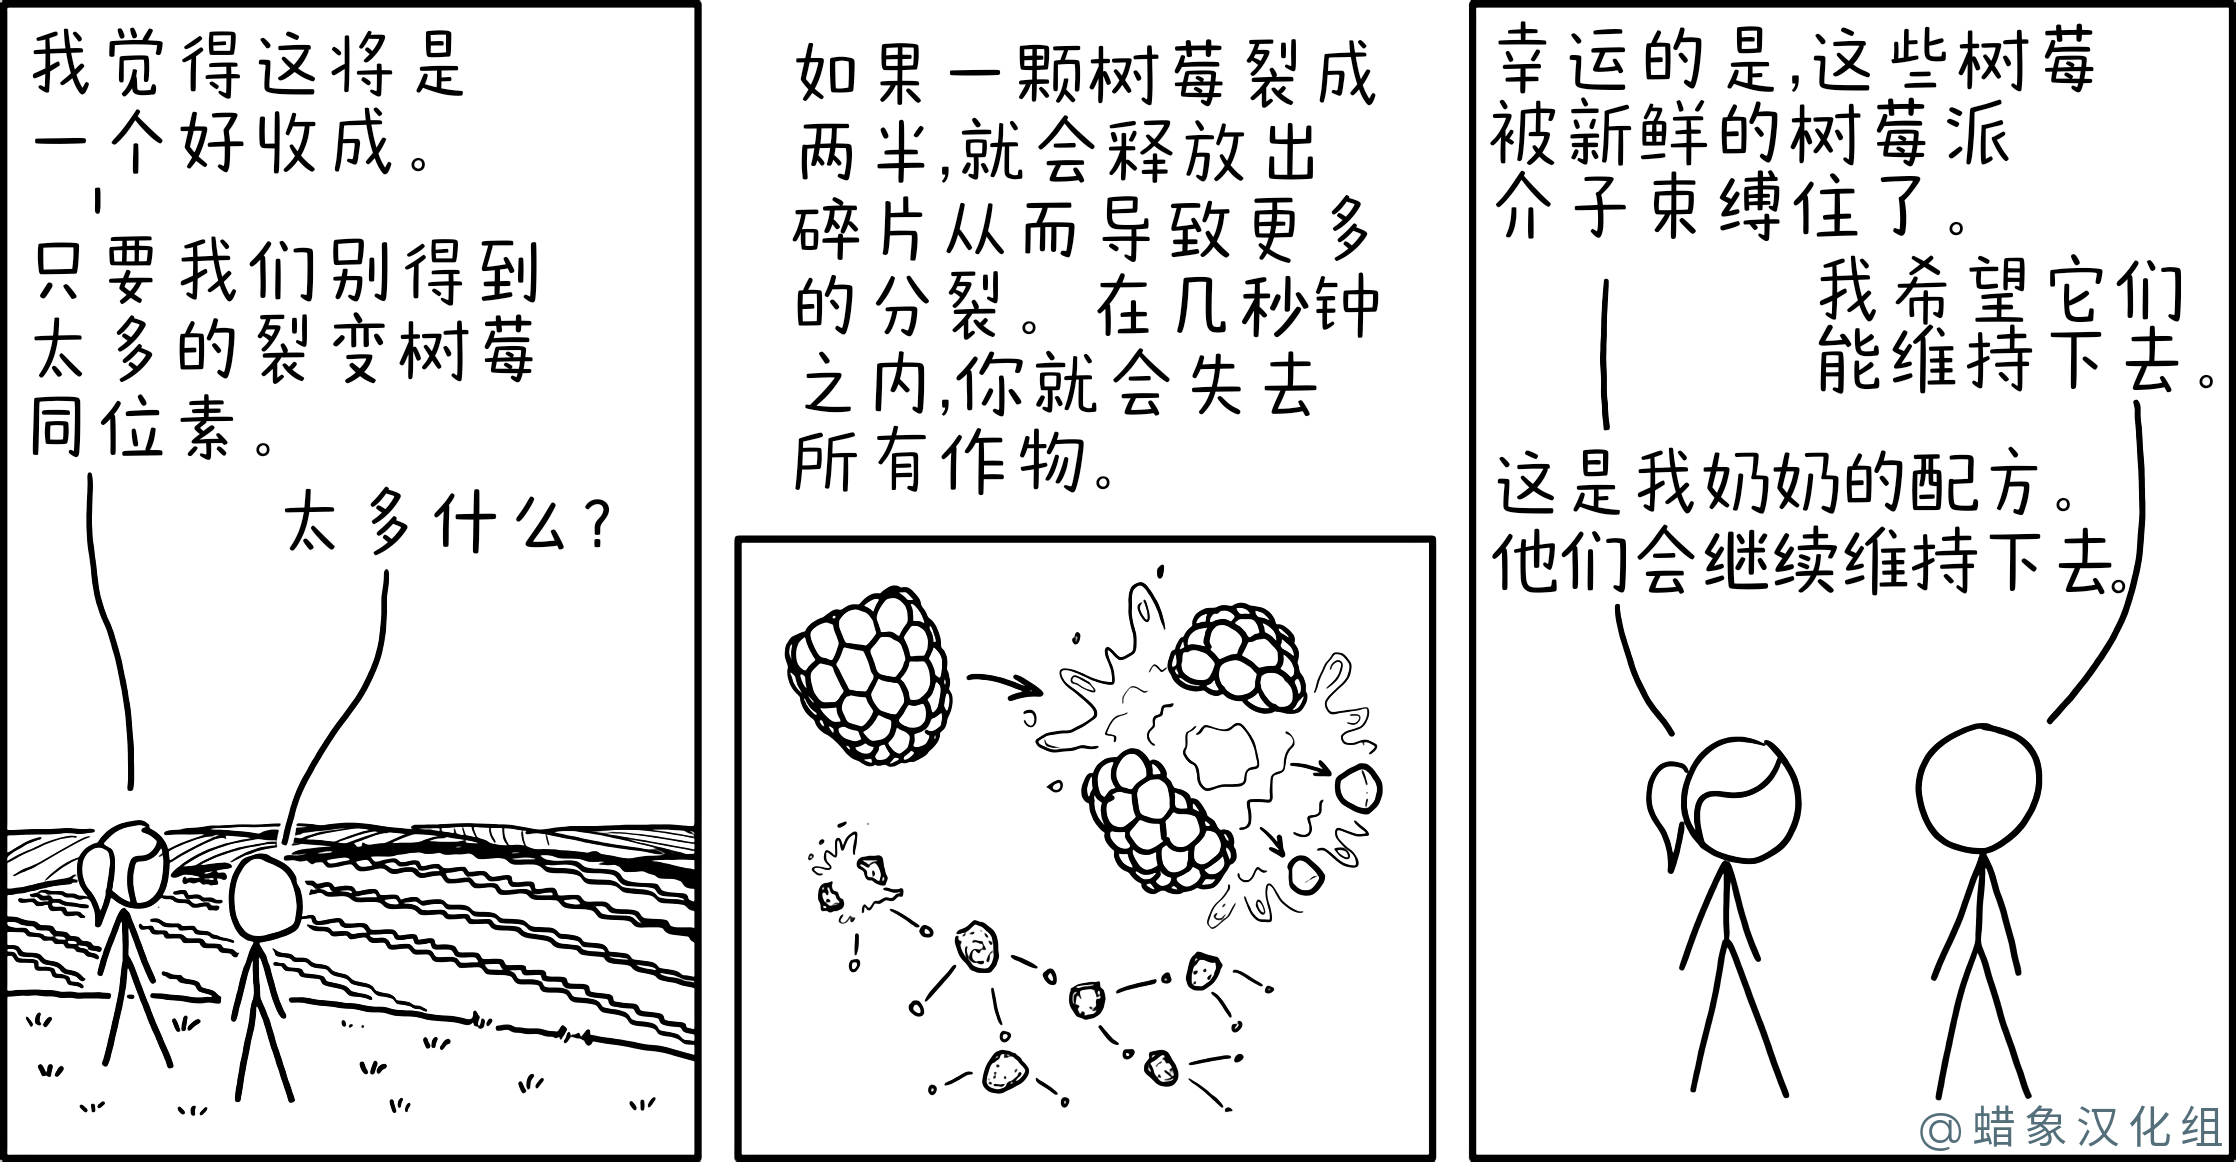 我觉得这将是
一个好收成。
只要我们别得到
太多的裂变树莓
同位素。
太多什么?
如果一颗树莓裂成
两半,就会释放出
碎片从而导致更多
的分裂。在几秒钟
之内,你就会失去
所有作物。
幸运的是,这些树莓
被新鲜的树莓派
介子束缚住了。
我希望它们
能维持下去。
这是我奶奶的配方。
他们会继续维持下去。
@蜡象汉化组